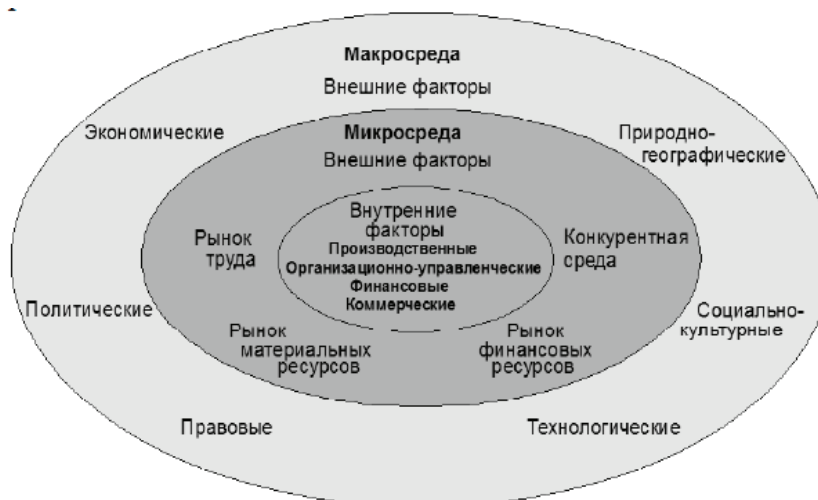 Макросреда
Внешние факторы
Экономические
Природно-
географические
Микросреда
Внешние факторы
Рынок
труда
Внутренние
факторы
Производственные
Организационно-управленческие
Финансовые
Коммерческие
Конкурентная
среда
Политические
Социально-
культурные
Рынок
материальных
ресурсов
Рынок
финансовых
ресурсов
Правовые
Технологические